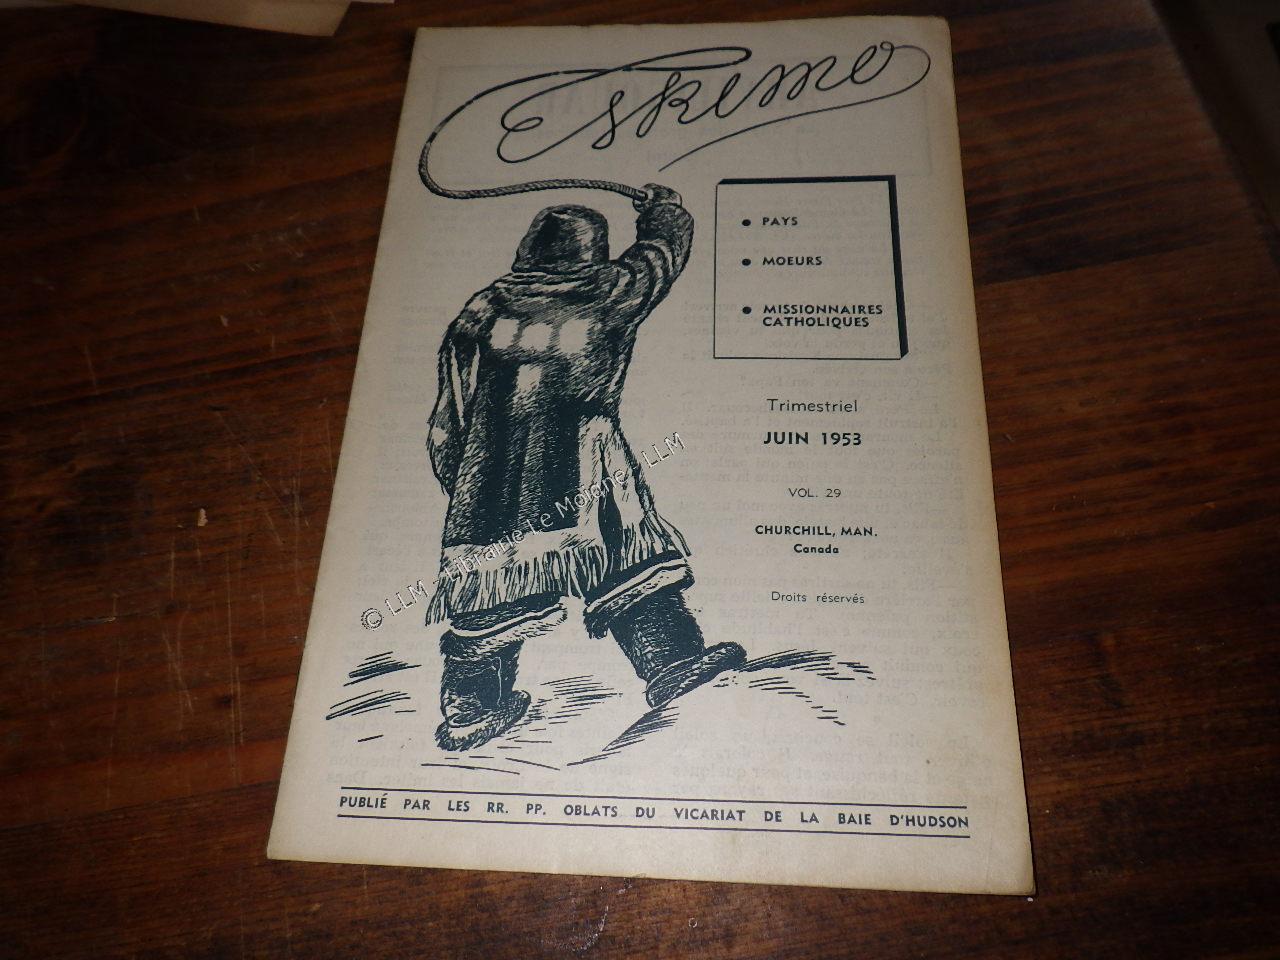 Eskimo
• PAYS
• MOEURS
• MISSIONNAIRES
CATHOLIQUES
Trimestriel
JUIN 1953
VOL. 29
CHURCHILL, MAN.
Canada
Droits réservés
© LLM - Librairie Le Moigne - LLM
PUBLIÉ PAR LES RR. PP. OBLATS DU VICARIAT DE LA BAIE D'HUDSON